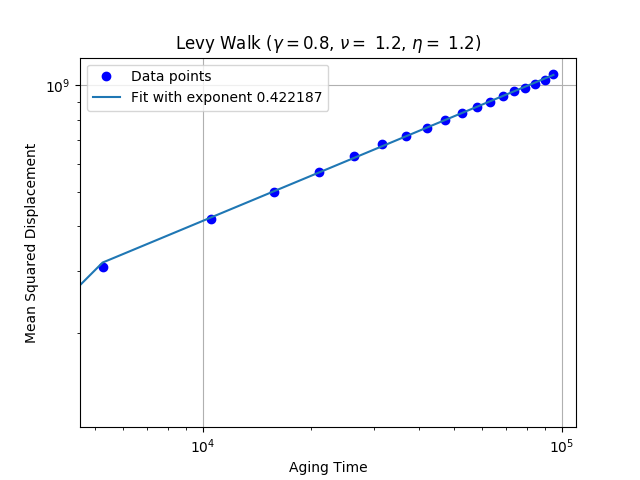 Levy Walk (γ = 0.8, ν = 1.2, η = 1.2)
Data points
Fit with exponent 0.422187
10⁹
Mean Squared Displacement
10⁴
10⁵
Aging Time